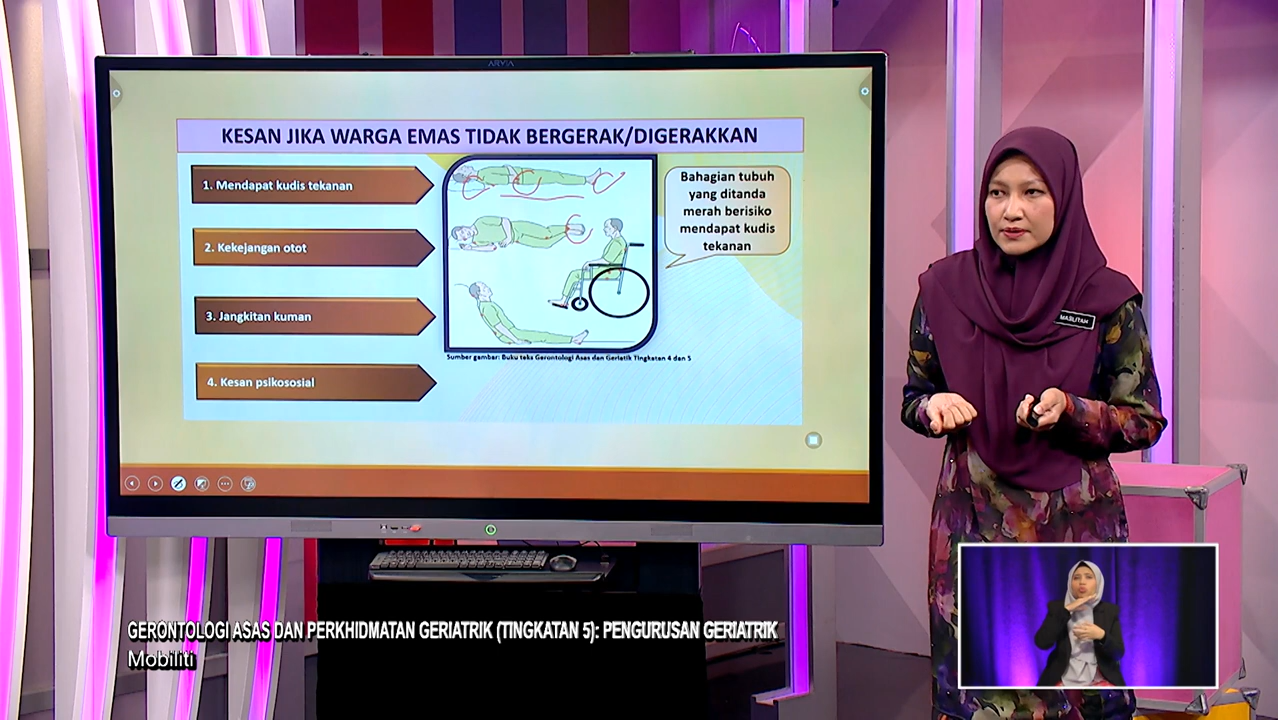 ARVIA
KESAN JIKA WARGA EMAS TIDAK BERGERAK/DIGERAKKAN
1. Mendapat kudis tekanan
2. Kekejangan otot
3. Jangkitan kuman
4. Kesan psikososial
Bahagian tubuh
yang ditanda
merah berisiko
mendapat kudis
tekanan
Sumber gambar: Buku teks Gerontologi Asas dan Geriatik Tingkatan 4 dan 5
MASLITAH
GERONTOLOGI ASAS DAN PERKHIDMATAN GERIATRIK (TINGKATAN 5): PENGURUSAN GERIATRIK
Mobiliti